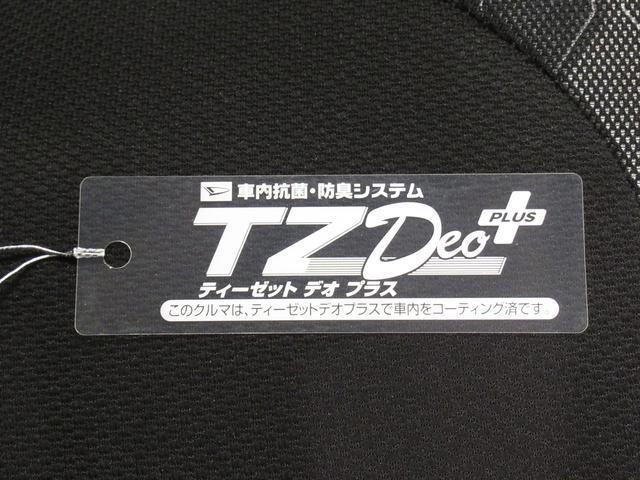 車内抗菌・防臭システム
TZ Deo PLUS
ティーゼット デオ プラス
このクルマは、ティーゼットデオプラスで車内をコーティング済です。